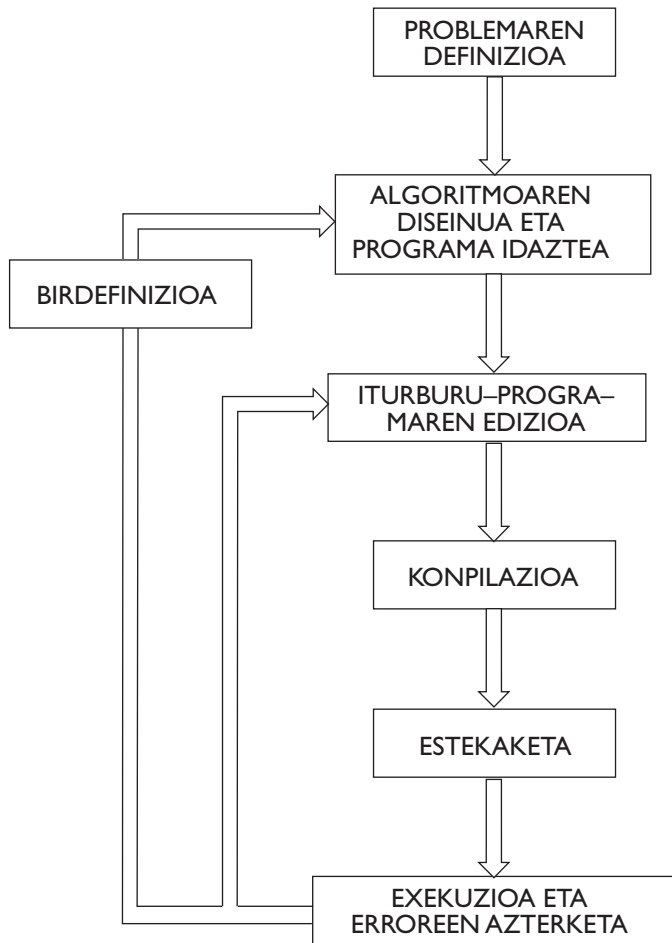 PROBLEMAREN
DEFINIZIOA
ALGORITMOAREN
DISEINUA ETA
PROGRAMA IDAZTEA
BIRDEFINIZIOA
ITURBURU–PROGRA–
MAREN EDIZIOA
KONPILAZIOA
ESTEKAKETA
EXEKUZIOA ETA
ERROREEN AZTERKETA